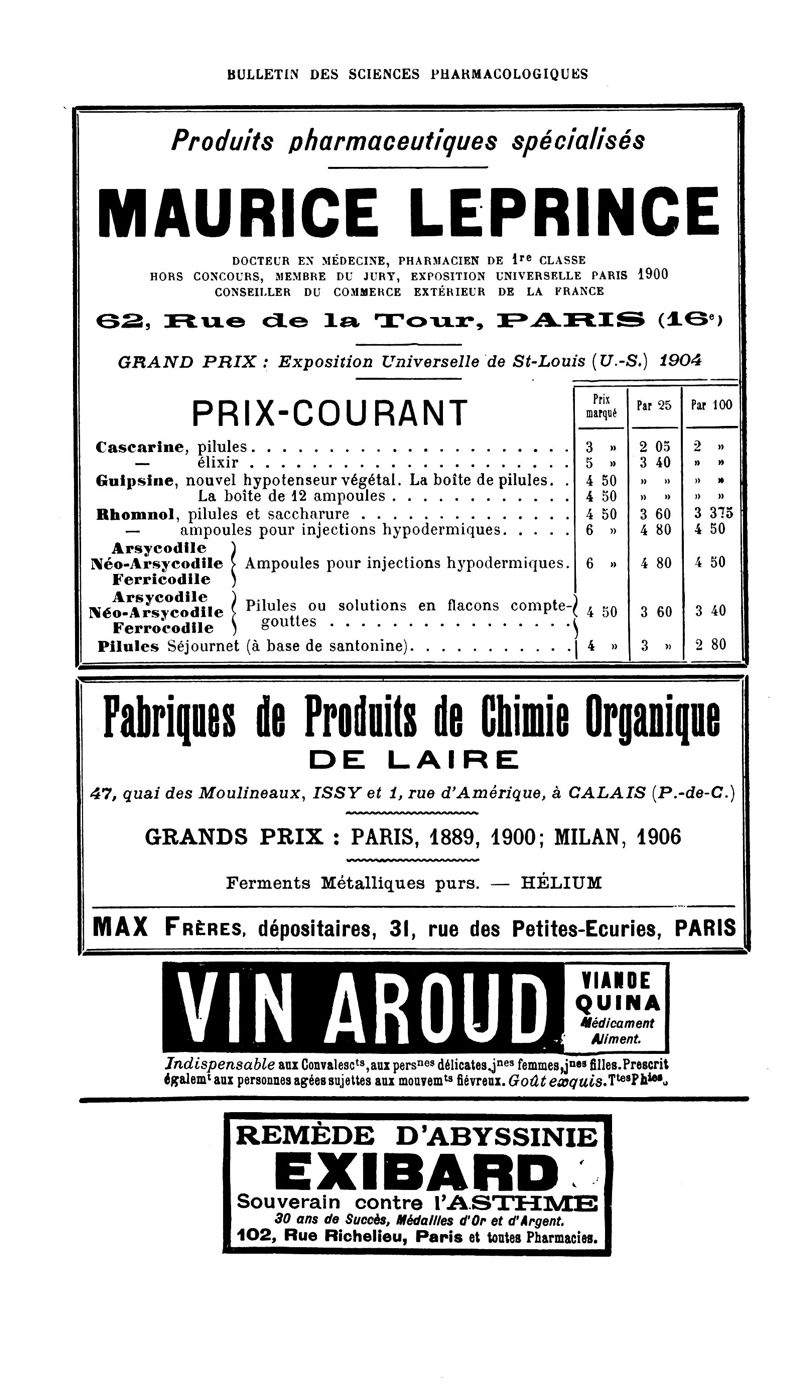 BULLETIN DES SCIENCES PHARMACOLOGIQUES
Produits pharmaceutiques spécialisés
MAURICE LEPRINCE
DOCTEUR EN MÉDECINE, PHARMACIEN DE 1re CLASSE
HORS CONCOURS, MEMBRE DU JURY, EXPOSITION UNIVERSELLE PARIS 1900
CONSEILLER DU COMMERCE EXTÉRIEUR DE LA FRANCE
62, Rue de la Tour, PARIS (16e)
GRAND PRIX : Exposition Universelle de St-Louis (U.-S.) 1904
PRIX-COURANT
Prix marqué Par 25 Par 100
Cascarine, pilules. . . . . . . . . . . . . . . . . . . . . 3 » 2 05 2 »
— élixir . . . . . . . . . . . . . . . . . . . . . 5 » 3 40 » »
Guipsine, nouvel hypotenseur végétal. La boîte de pilules. . 4 50 » » » »
La boîte de 12 ampoules . . . . . . . . . . . . 4 50 » » » »
Rhomnol, pilules et saccharure . . . . . . . . . . . . . . 4 50 3 60 3 375
— ampoules pour injections hypodermiques. . . . . 6 » 4 80 4 50
Arsycodile
Néo-Arsycodile } Ampoules pour injections hypodermiques. 6 » 4 80 4 50
Ferricodile
Arsycodile
Néo-Arsycodile } Pilules ou solutions en flacons compte-
gouttes . . . . . . . . . . . . . . . . 4 50 3 60 3 40
Ferrocodile
Pilules Séjournet (à base de santonine). . . . . . . . . . . 4 » 3 » 2 80
Fabriques de Produits de Chimie Organique
DE LAIRE
47, quai des Moulineaux, ISSY et 1, rue d'Amérique, à CALAIS (P.-de-C.)
GRANDS PRIX : PARIS, 1889, 1900; MILAN, 1906
Ferments Métalliques purs. — HÉLIUM
MAX FRÈRES, dépositaires, 31, rue des Petites-Ecuries, PARIS
VIN AROUD
VIANDE
QUINA
Médicament
Aliment.
Indispensable aux Convalescts, aux persnes délicates, jnes femmes, jnes filles. Prescrit
égalemt aux personnes agées sujettes aux mouvemts fiévreux. Goût exquis. Ttes Phies.
REMÈDE D'ABYSSINIE
EXIBARD
Souverain contre l'ASTHME
30 ans de Succès, Médailles d'Or et d'Argent.
102, Rue Richelieu, Paris et toutes Pharmacies.